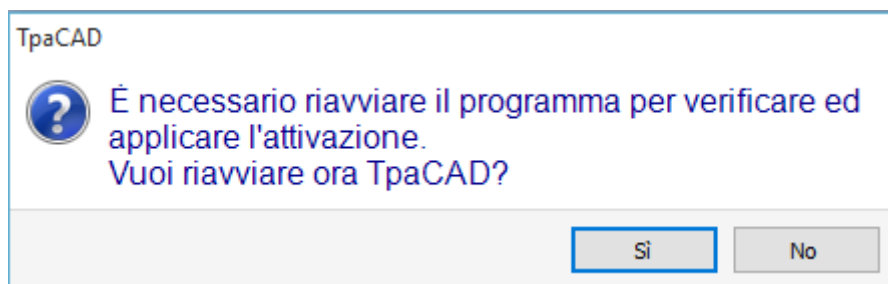 TpaCAD
È necessario riavviare il programma per verificare ed
applicare l'attivazione.
Vuoi riavviare ora TpaCAD?
Sì
No